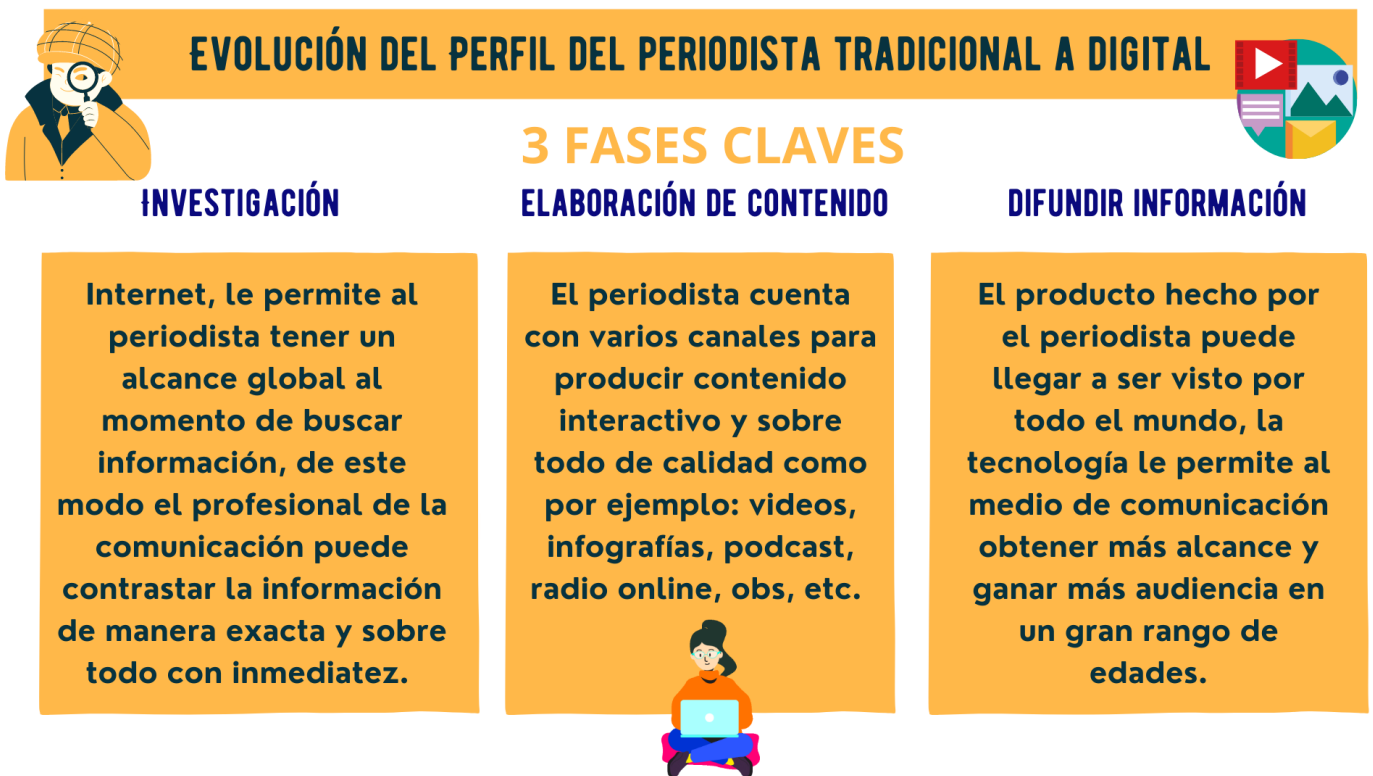 Evolución del Perfil del periodista tradicional a digital
3 FASES CLAVES
Investigación
Elaboración de contenido
Difundir información
Internet, le permite al
periodista tener un
alcance global al
momento de buscar
información, de este
modo el profesional de la
comunicación puede
contrastar la información
de manera exacta y sobre
todo con inmediatez.
El periodista cuenta
con varios canales para
producir contenido
interactivo y sobre
todo de calidad como
por ejemplo: videos,
infografías, podcast,
radio online, obs, etc.
El producto hecho por
el periodista puede
llegar a ser visto por
todo el mundo, la
tecnología le permite al
medio de comunicación
obtener más alcance y
ganar más audiencia en
un gran rango de
edades.